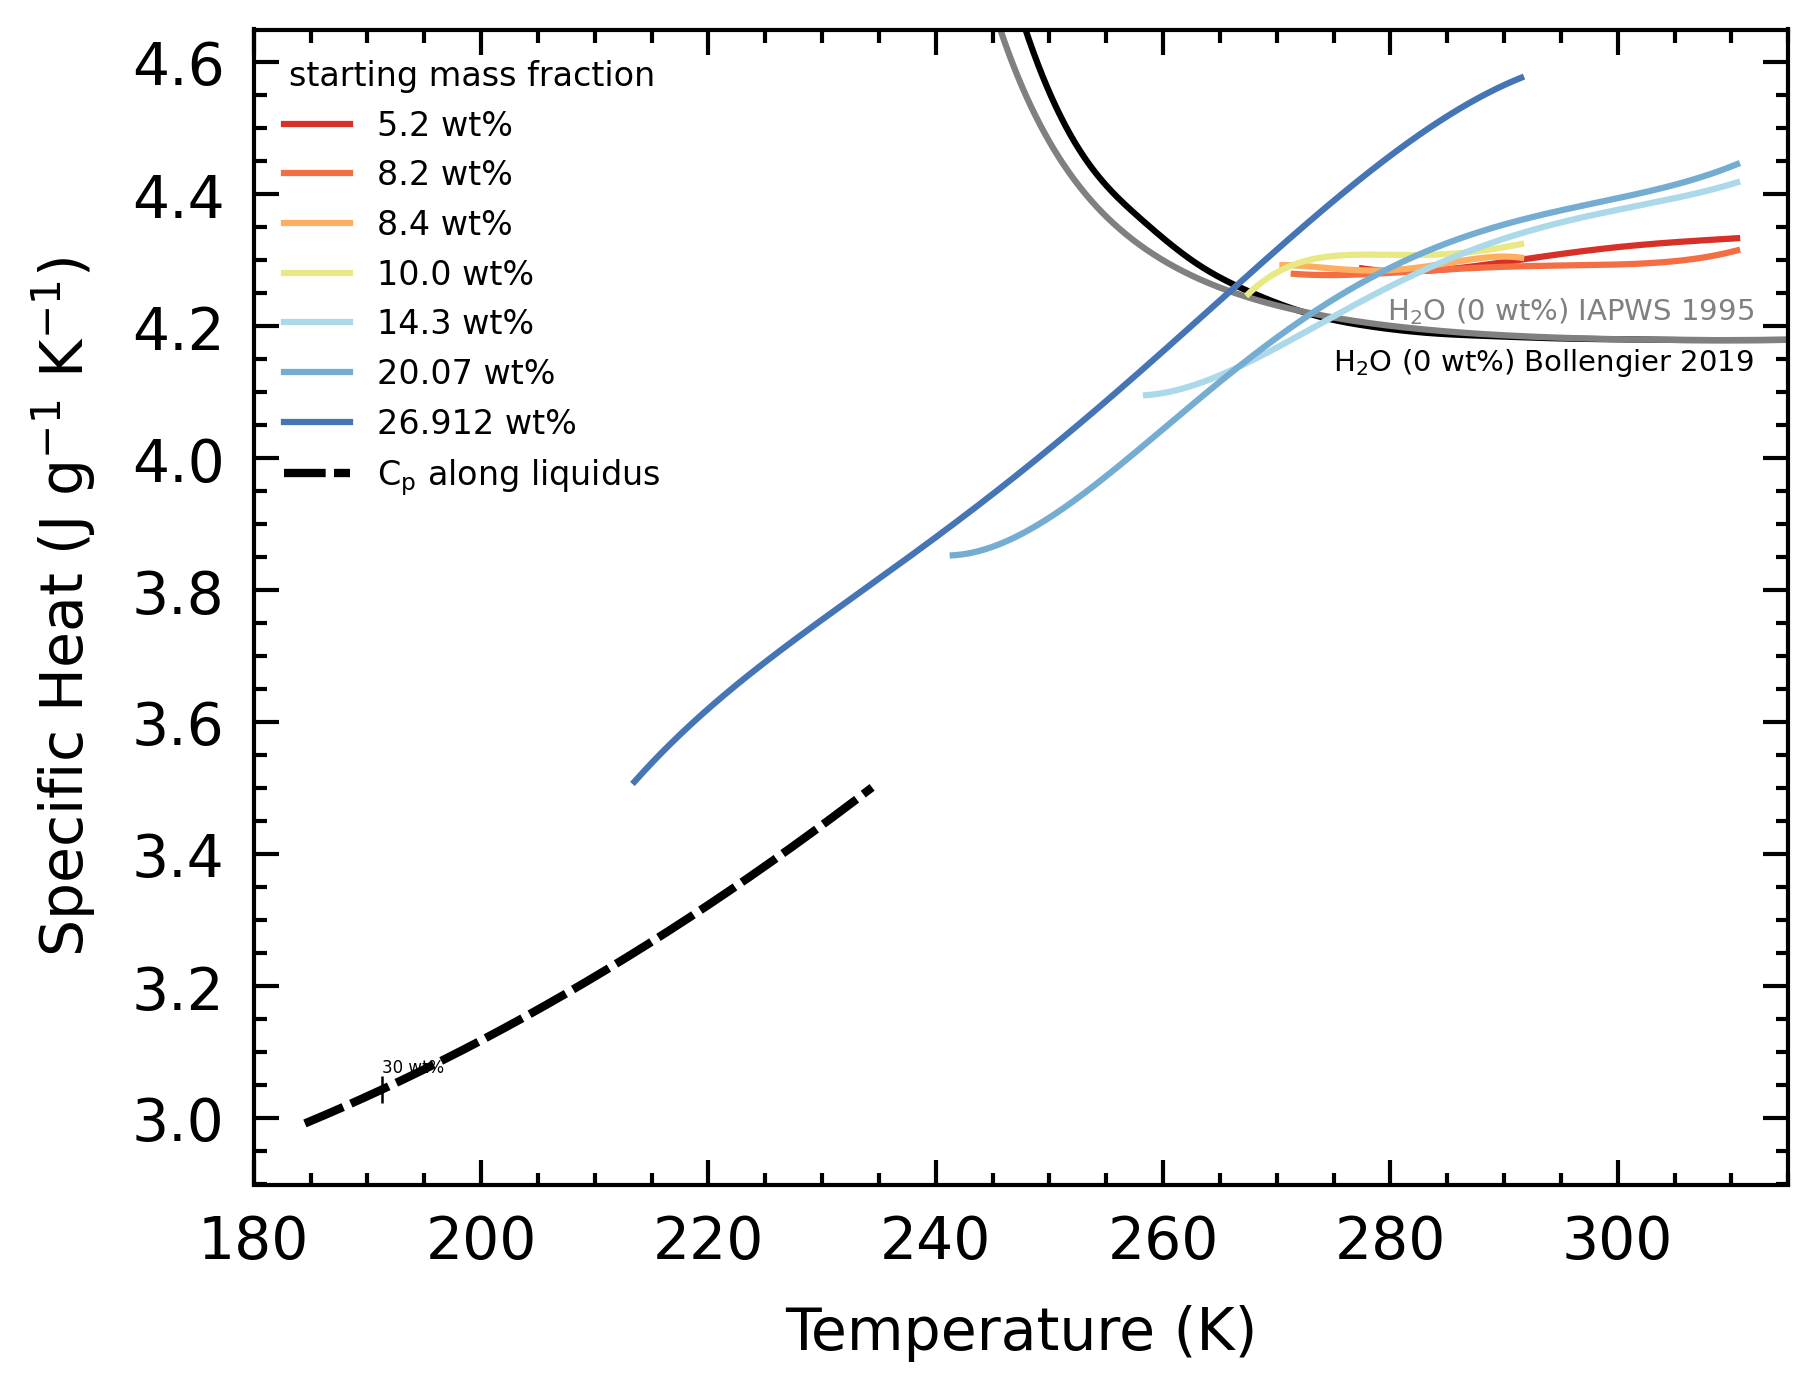 4.6
4.4
4.2
4.0
3.8
3.6
3.4
3.2
3.0
Specific Heat (J g⁻¹ K⁻¹)
starting mass fraction
5.2 wt%
8.2 wt%
8.4 wt%
10.0 wt%
14.3 wt%
20.07 wt%
26.912 wt%
Cₚ along liquidus
H₂O (0 wt%) IAPWS 1995
H₂O (0 wt%) Bollengier 2019
30 wt%
180 200 220 240 260 280 300
Temperature (K)